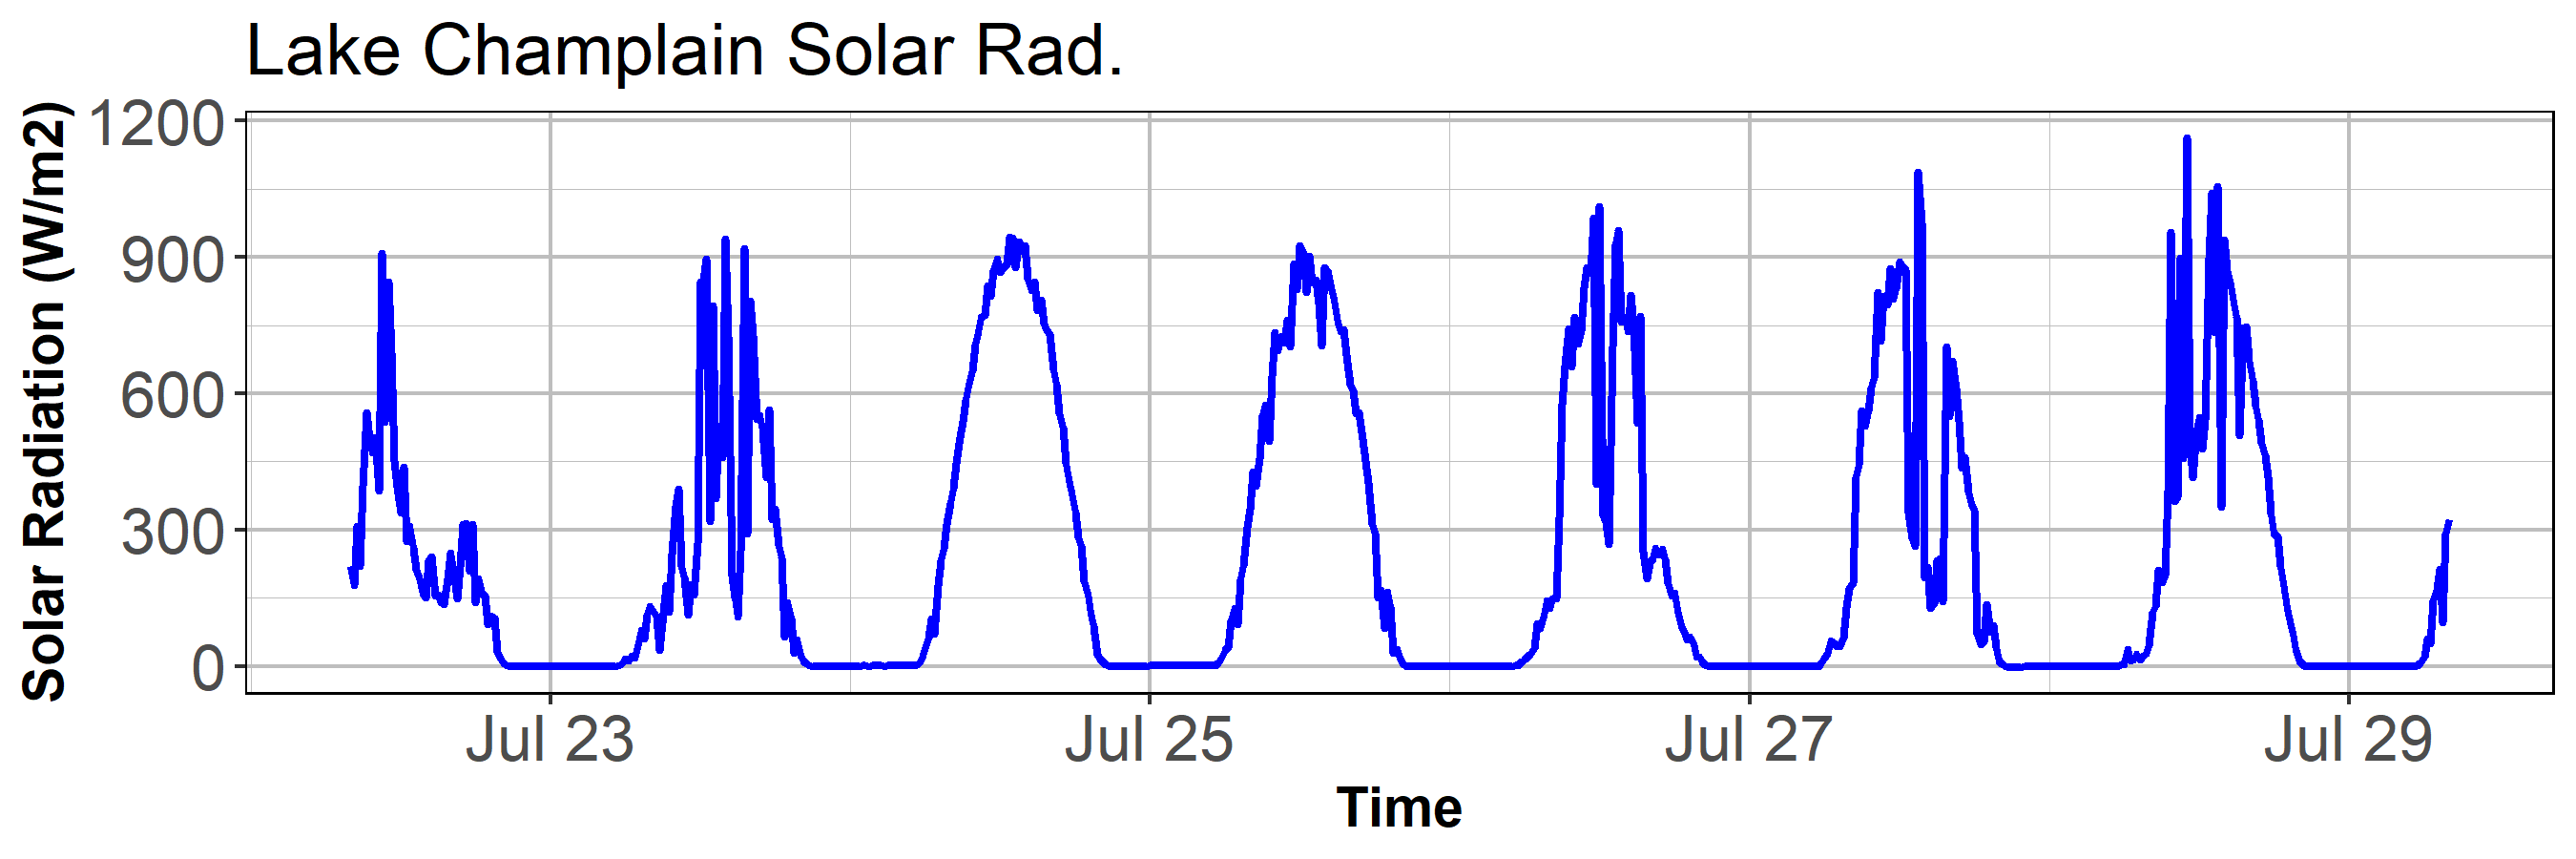 Lake Champlain Solar Rad.
Solar Radiation (W/m2)
1200
900
600
300
0
Jul 23
Jul 25
Jul 27
Jul 29
Time